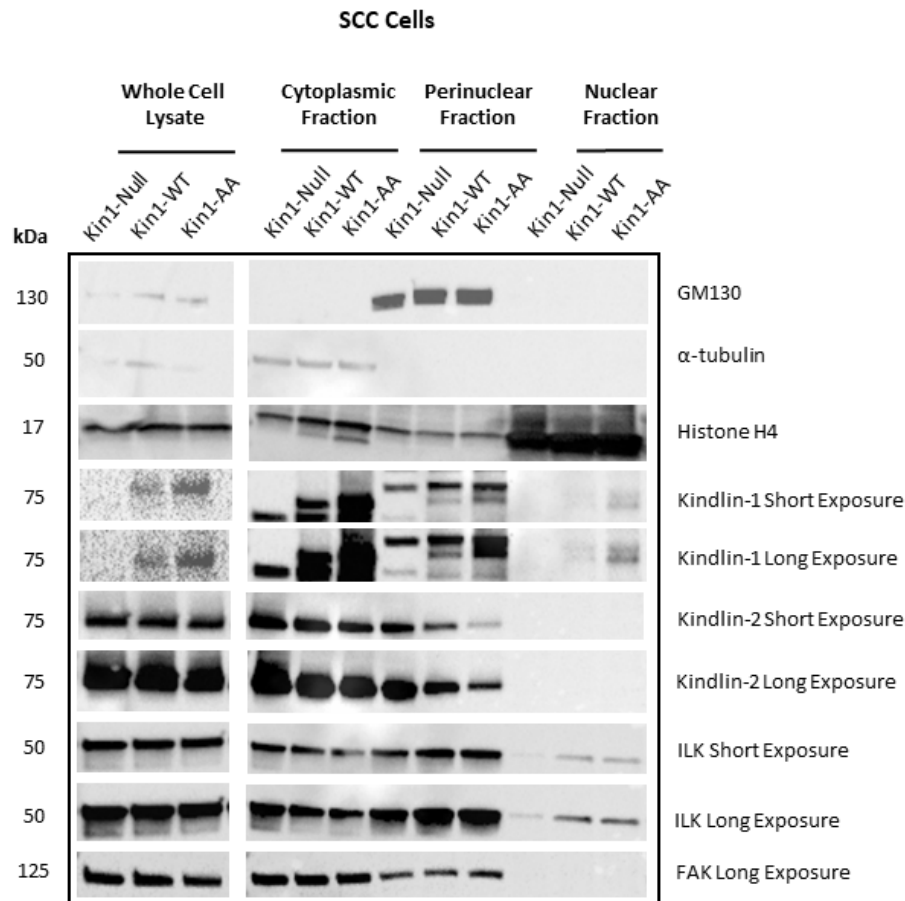 SCC Cells
Whole Cell
Lysate
Cytoplasmic
Fraction
Perinuclear
Fraction
Nuclear
Fraction
Kin1-Null
Kin1-WT
Kin1-AA
Kin1-Null
Kin1-WT
Kin1-AA
Kin1-Null
Kin1-WT
Kin1-AA
Kin1-Null
Kin1-WT
Kin1-AA
kDa
130 GM130
50 α-tubulin
17 Histone H4
75 Kindlin-1 Short Exposure
75 Kindlin-1 Long Exposure
75 Kindlin-2 Short Exposure
75 Kindlin-2 Long Exposure
50 ILK Short Exposure
50 ILK Long Exposure
125 FAK Long Exposure